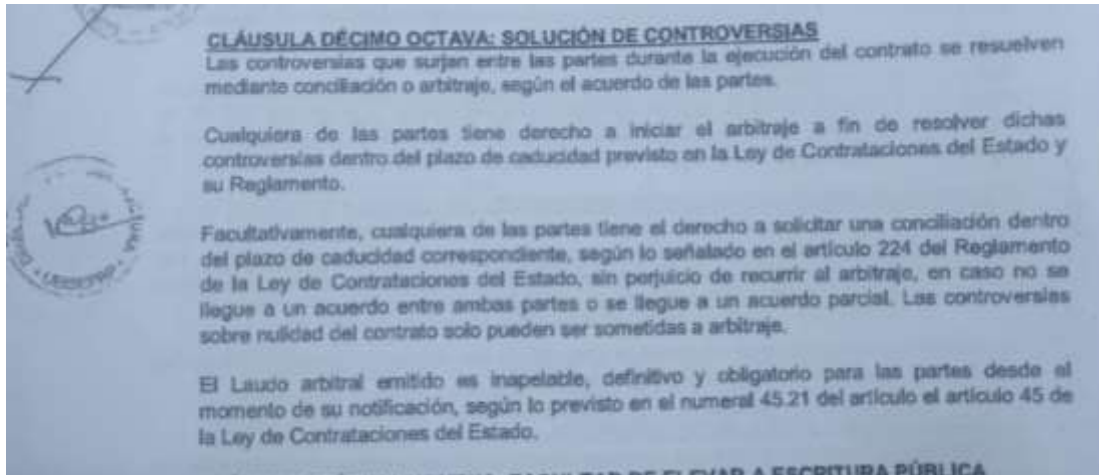 CLÁUSULA DÉCIMO OCTAVA: SOLUCIÓN DE CONTROVERSIAS
Las controversias que surjan entre las partes durante la ejecución del contrato se resuelven
mediante conciliación o arbitraje, según el acuerdo de las partes.
Cualquiera de las partes tiene derecho a iniciar el arbitraje a fin de resolver dichas
controversias dentro del plazo de caducidad previsto en la Ley de Contrataciones del Estado y
su Reglamento.
Facultativamente, cualquiera de las partes tiene el derecho a solicitar una conciliación dentro
del plazo de caducidad correspondiente, según lo señalado en el artículo 224 del Reglamento
de la Ley de Contrataciones del Estado, sin perjuicio de recurrir al arbitraje, en caso no se
llegue a un acuerdo entre ambas partes o se llegue a un acuerdo parcial. Las controversias
sobre nulidad del contrato solo pueden ser sometidas a arbitraje.
El Laudo arbitral emitido es inapelable, definitivo y obligatorio para las partes desde el
momento de su notificación, según lo previsto en el numeral 45.21 del artículo el artículo 45 de
la Ley de Contrataciones del Estado.
FACULTAD DE ELEVAR A ESCRITURA PÚBLICA